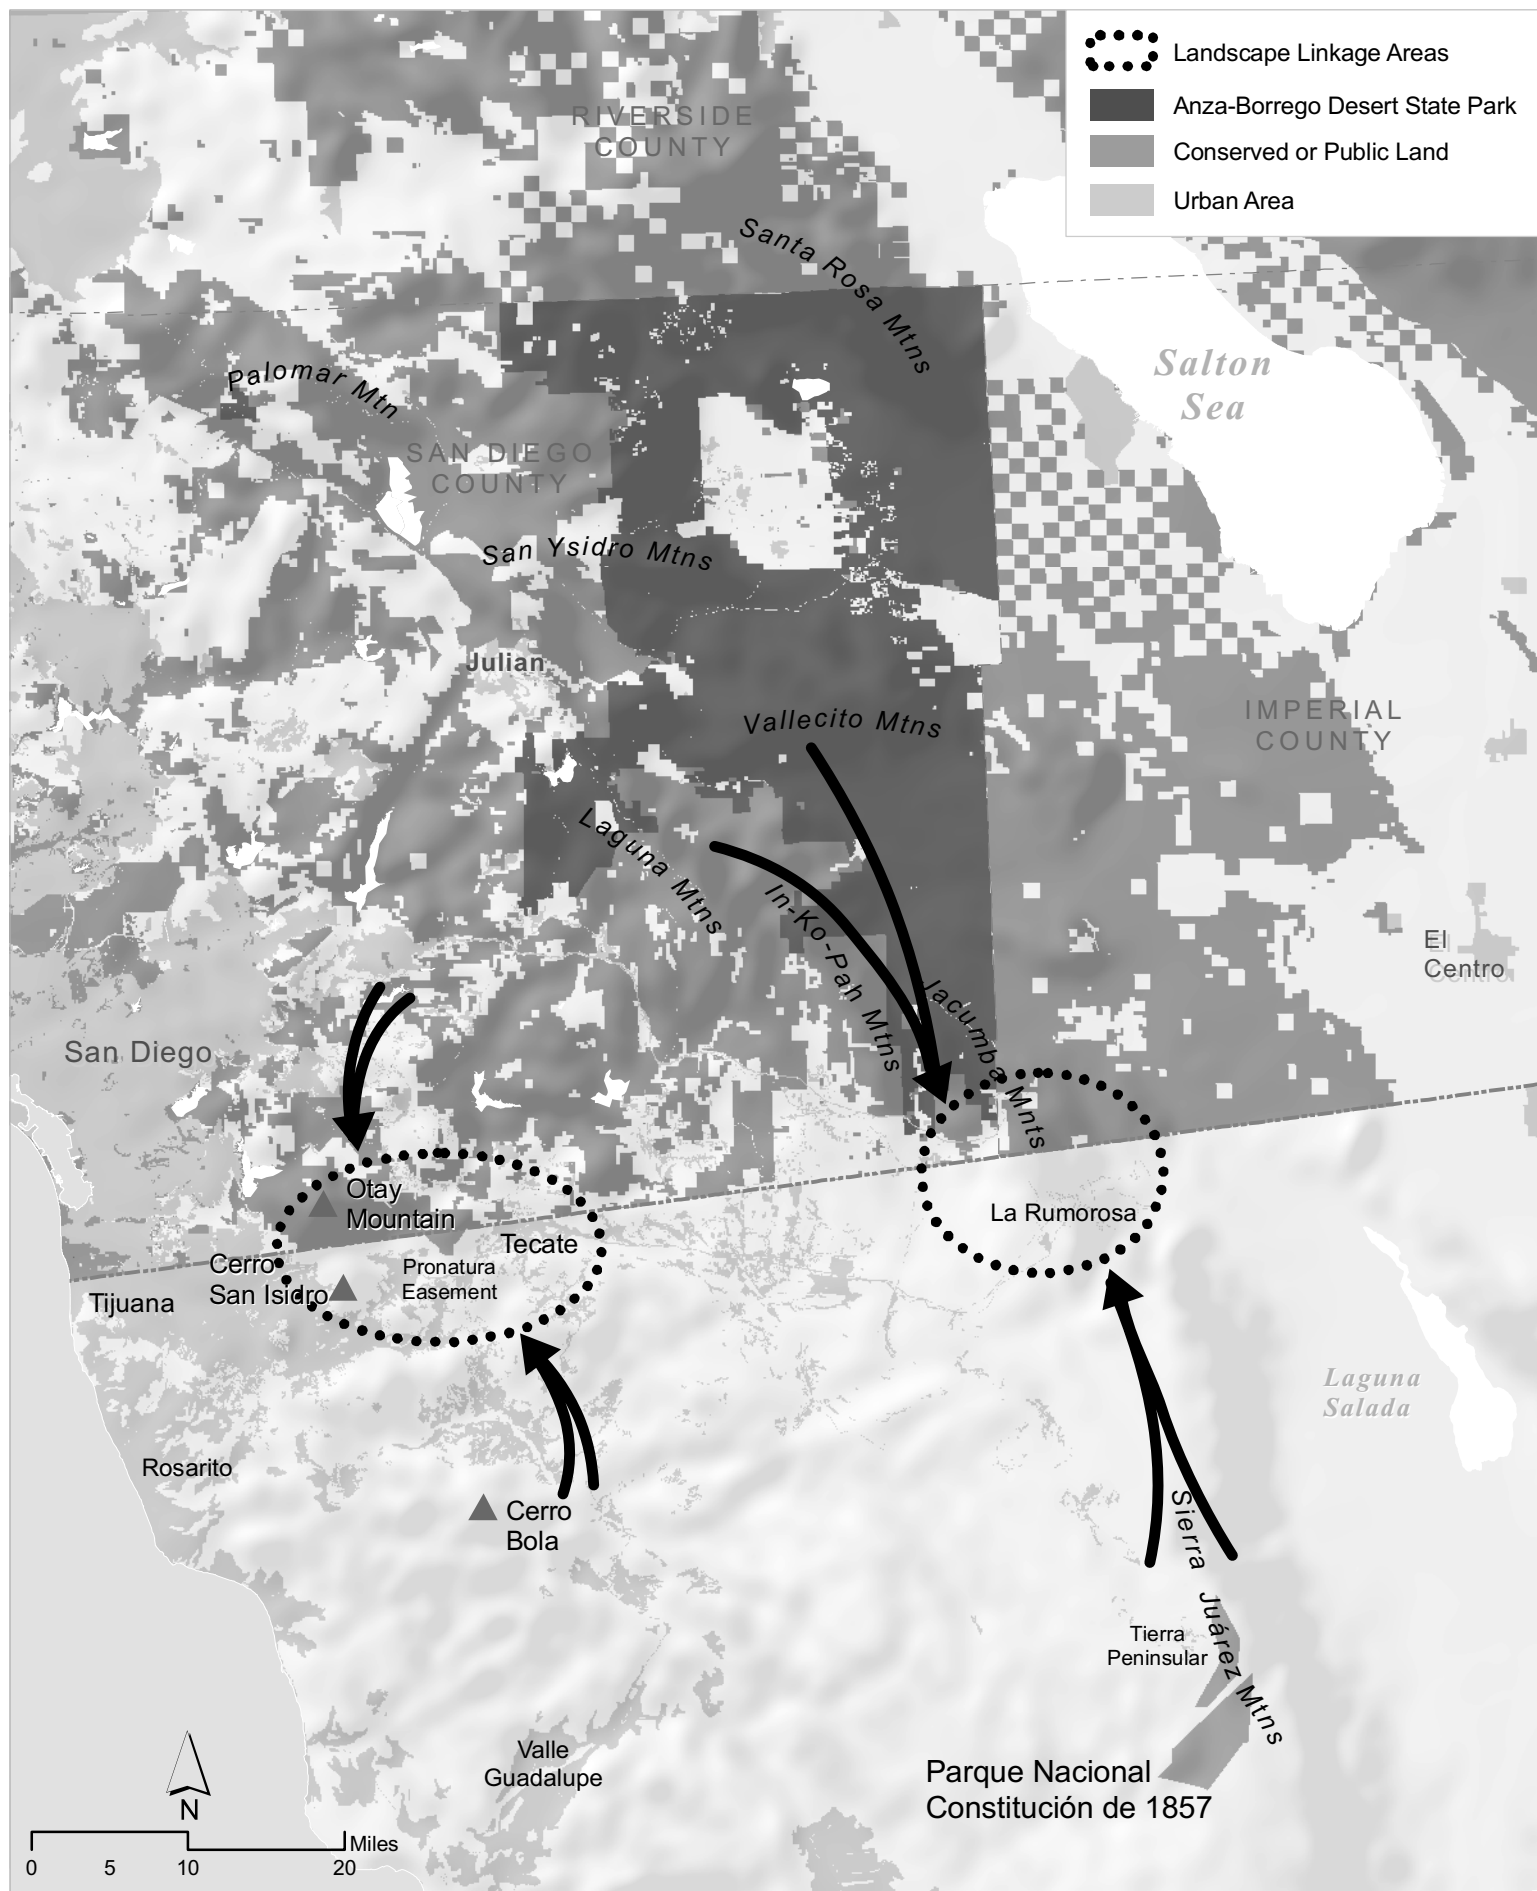 Landscape Linkage Areas
Anza-Borrego Desert State Park
Conserved or Public Land
Urban Area
RIVERSIDE
COUNTY
Santa Rosa Mtns
Salton
Sea
Palomar Mtn
SAN DIEGO
COUNTY
San Ysidro Mtns
Julian
Vallecito Mtns
IMPERIAL
COUNTY
Laguna Mtns
In-Ko-Pah Mtns
El
Centro
Jacumba Mnts
San Diego
Otay
Mountain
La Rumorosa
Tecate
Cerro
San Isidro
Pronatura
Easement
Tijuana
Laguna
Salada
Rosarito
Cerro
Bola
Sierra Juárez Mtns
Tierra
Peninsular
Valle
Guadalupe
Parque Nacional
Constitución de 1857
N
Miles
0 5 10 20